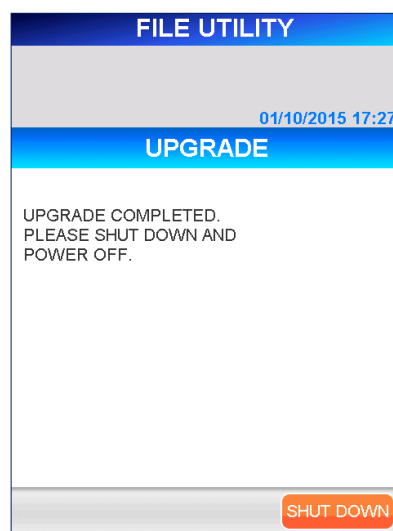 FILE UTILITY
01/10/2015 17:27
UPGRADE
UPGRADE COMPLETED.
PLEASE SHUT DOWN AND
POWER OFF.
SHUT DOWN